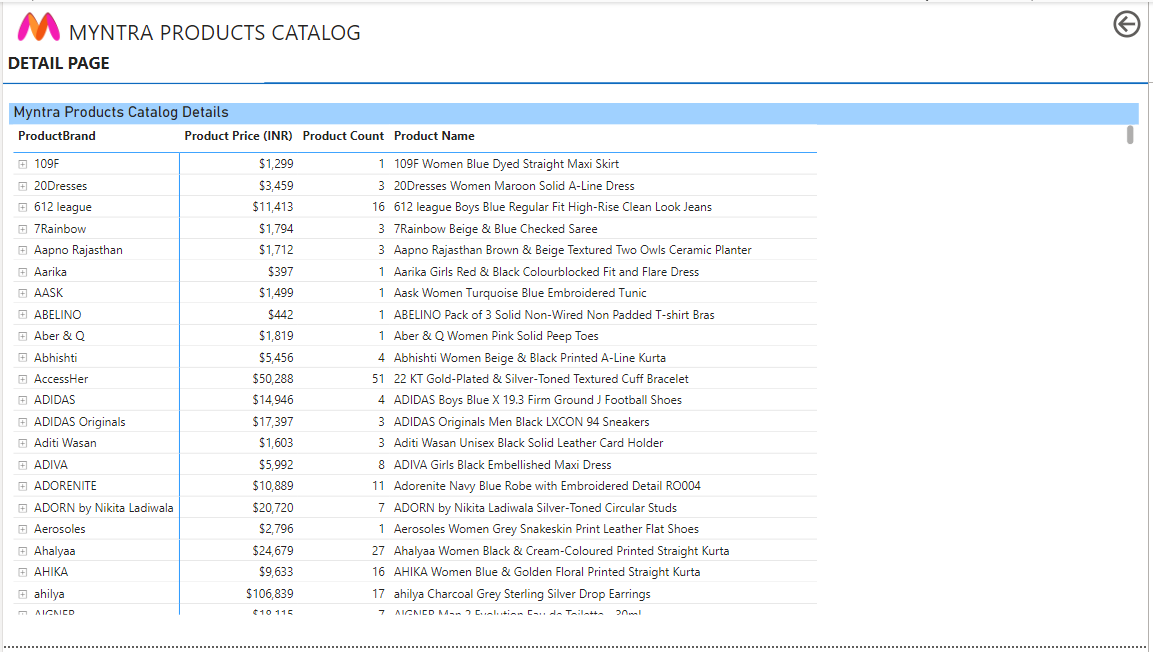 MYNTRA PRODUCTS CATALOG
DETAIL PAGE
Myntra Products Catalog Details
ProductBrand Product Price (INR) Product Count Product Name
109F $1,299 1 109F Women Blue Dyed Straight Maxi Skirt
20Dresses $3,459 3 20Dresses Women Maroon Solid A-Line Dress
612 league $11,413 16 612 league Boys Blue Regular Fit High-Rise Clean Look Jeans
7Rainbow $1,794 3 7Rainbow Beige & Blue Checked Saree
Aapno Rajasthan $1,712 3 Aapno Rajasthan Brown & Beige Textured Two Owls Ceramic Planter
Aarika $397 1 Aarika Girls Red & Black Colourblocked Fit and Flare Dress
AASK $1,499 1 Aask Women Turquoise Blue Embroidered Tunic
ABELINO $442 1 ABELINO Pack of 3 Solid Non-Wired Non Padded T-shirt Bras
Aber & Q $1,819 1 Aber & Q Women Pink Solid Peep Toes
Abhishti $5,456 4 Abhishti Women Beige & Black Printed A-Line Kurta
AccessHer $50,288 51 22 KT Gold-Plated & Silver-Toned Textured Cuff Bracelet
ADIDAS $14,946 4 ADIDAS Boys Blue X 19.3 Firm Ground J Football Shoes
ADIDAS Originals $17,397 3 ADIDAS Originals Men Black LXCON 94 Sneakers
Aditi Wasan $1,603 3 Aditi Wasan Unisex Black Solid Leather Card Holder
ADIVA $5,992 8 ADIVA Girls Black Embellished Maxi Dress
ADORENITE $10,889 11 Adorenite Navy Blue Robe with Embroidered Detail RO004
ADORN by Nikita Ladiwala $20,720 7 ADORN by Nikita Ladiwala Silver-Toned Circular Studs
Aerosoles $2,796 1 Aerosoles Women Grey Snakeskin Print Leather Flat Shoes
Ahalyaa $24,679 27 Ahalyaa Women Black & Cream-Coloured Printed Straight Kurta
AHIKA $9,633 16 AHIKA Women Blue & Golden Floral Printed Straight Kurta
ahilya $106,839 17 ahilya Charcoal Grey Sterling Silver Drop Earrings
AIGNER $18,115 7 AIGNER Man 2 Evolution Eau de Toilette